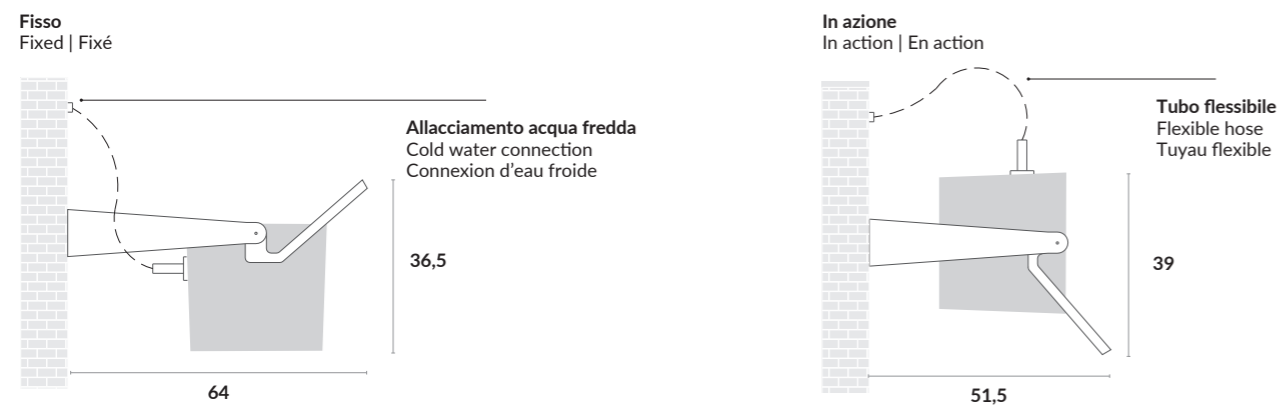 Fisso
Fixed | Fixé
Allacciamento acqua fredda
Cold water connection
Connexion d'eau froide
36,5
64
In azione
In action | En action
Tubo flessibile
Flexible hose
Tuyau flexible
39
51,5